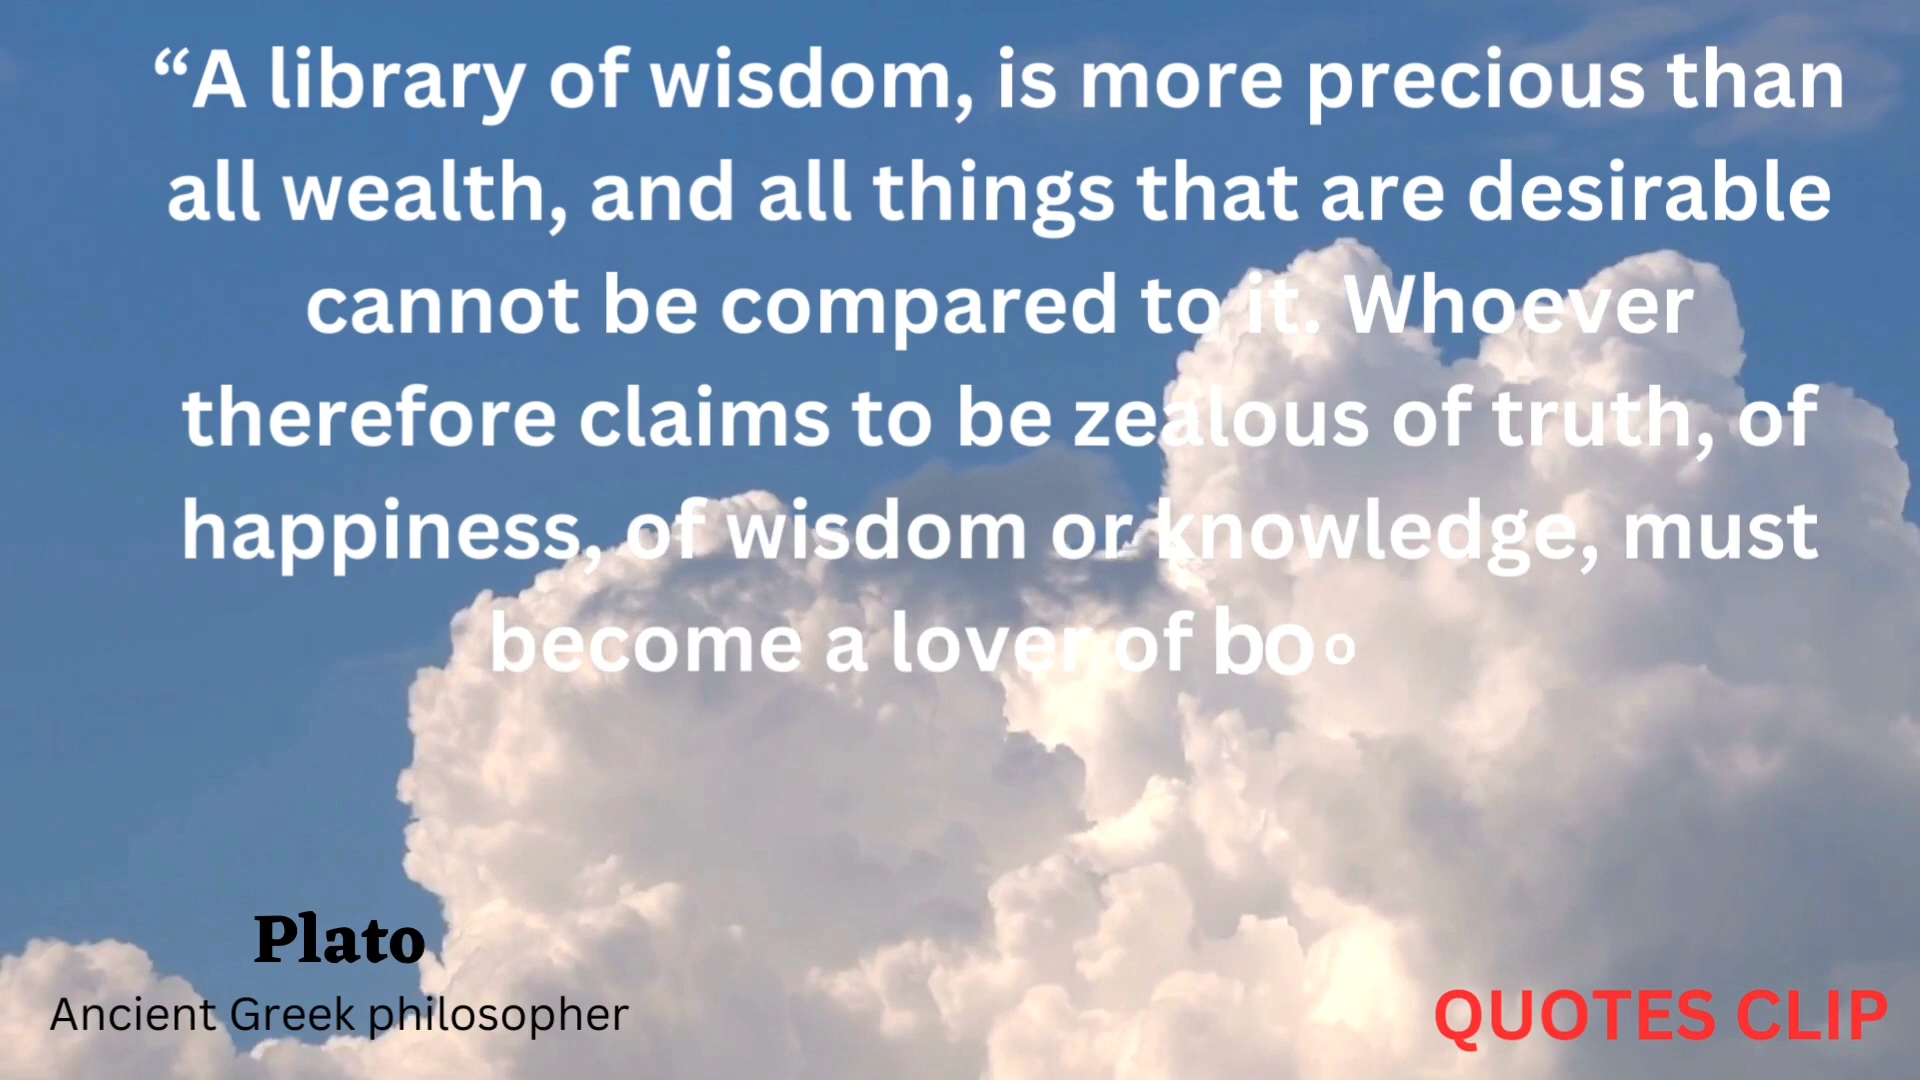 “A library of wisdom, is more precious than
all wealth, and all things that are desirable
cannot be compared to it. Whoever
therefore claims to be zealous of truth, of
happiness, of wisdom or knowledge, must
become a lover of boo
Plato
Ancient Greek philosopher
QUOTES CLIP